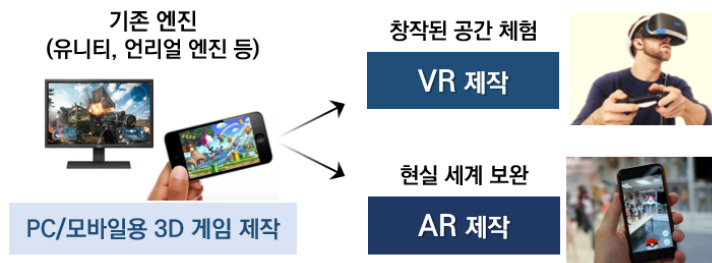 기존 엔진
(유니티, 언리얼 엔진 등)
PC/모바일용 3D 게임 제작
창작된 공간 체험
VR 제작
현실 세계 보완
AR 제작